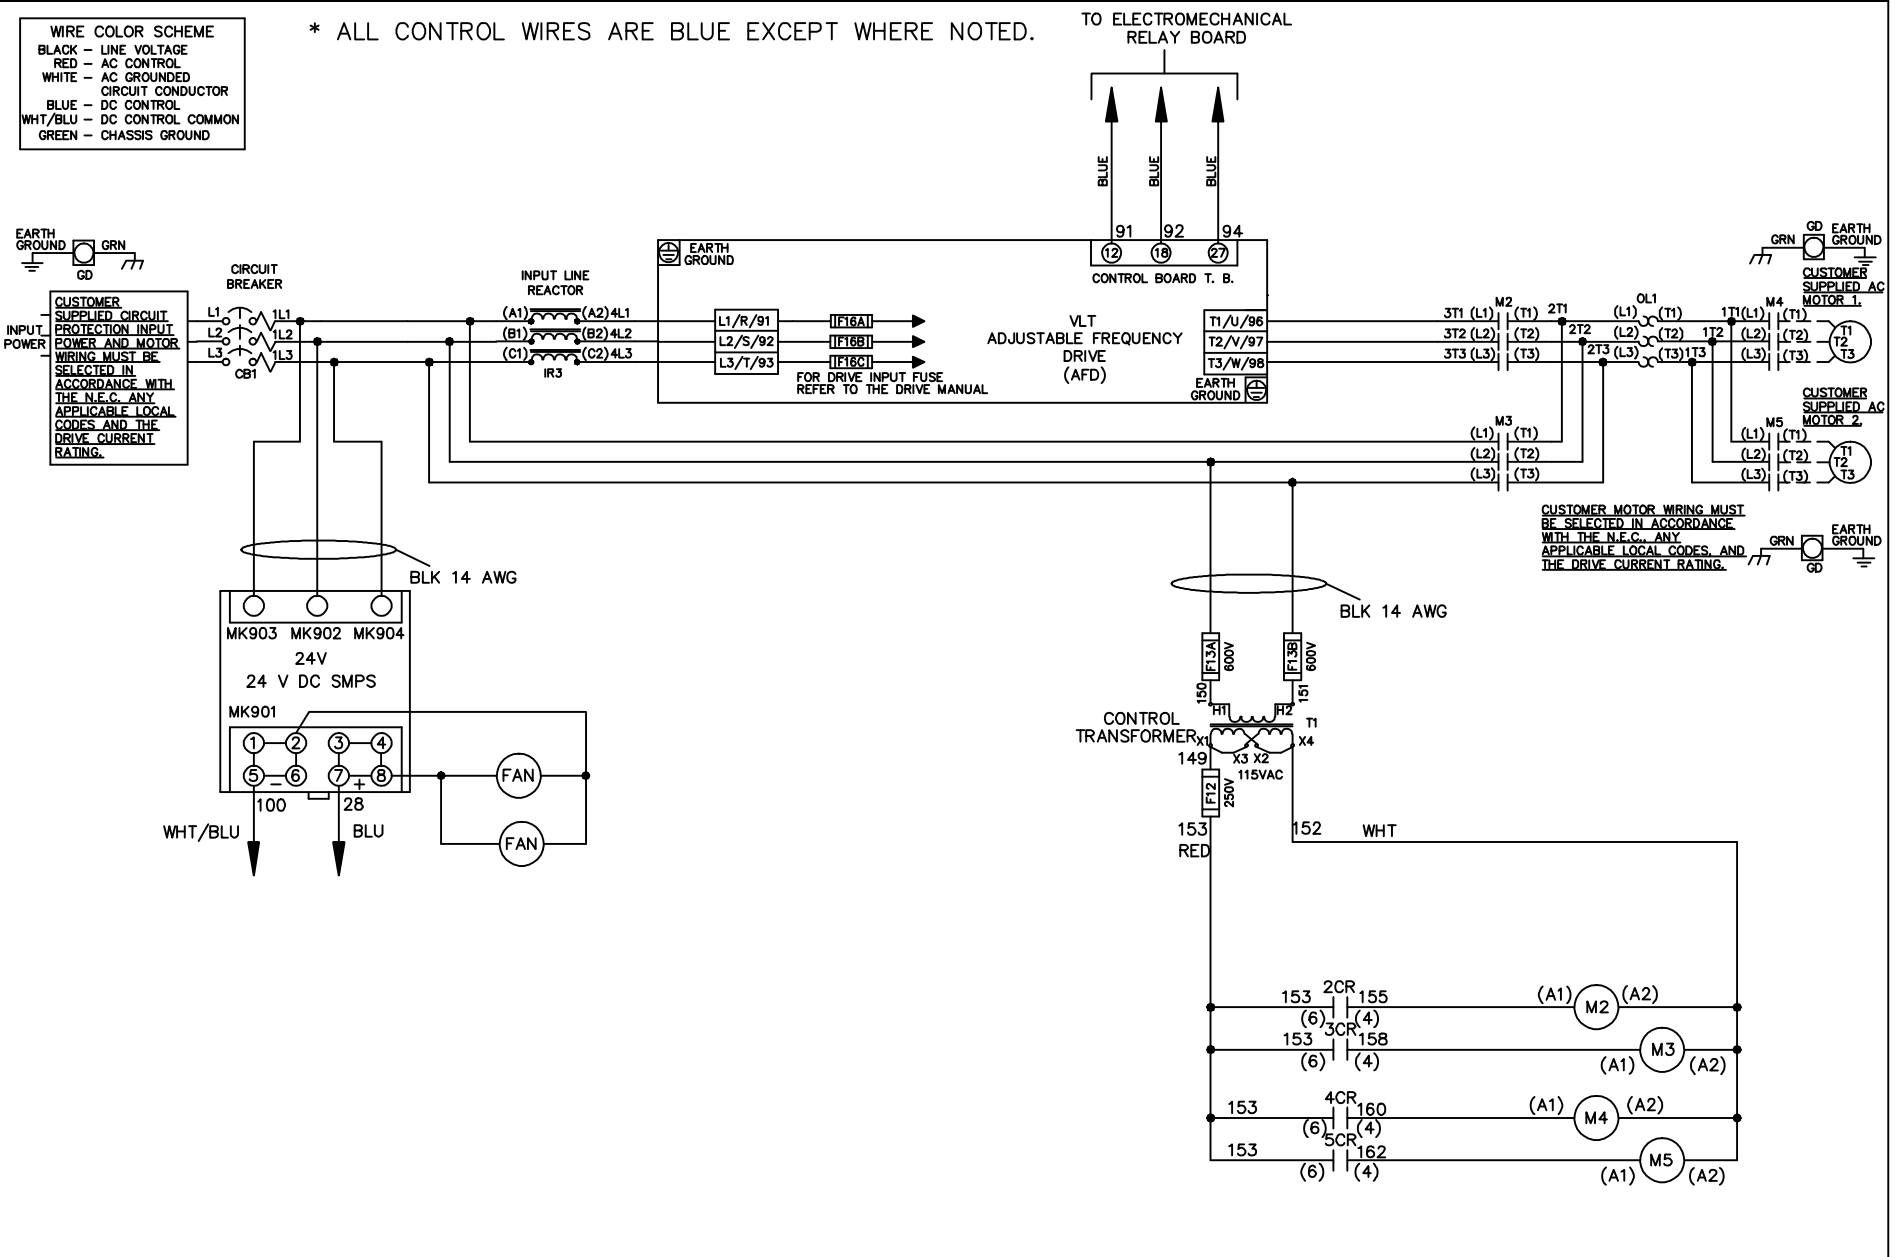 WIRE COLOR SCHEME
BLACK – LINE VOLTAGE
RED – AC CONTROL
WHITE – AC GROUNDED
CIRCUIT CONDUCTOR
BLUE – DC CONTROL
WHT/BLU – DC CONTROL COMMON
GREEN – CHASSIS GROUND
* ALL CONTROL WIRES ARE BLUE EXCEPT WHERE NOTED.
TO ELECTROMECHANICAL
RELAY BOARD
BLUE
BLUE
BLUE
91 92 94
12 18 27
CONTROL BOARD T. B.
EARTH
GROUND
GRN
GD
INPUT
POWER
CUSTOMER
SUPPLIED CIRCUIT
PROTECTION INPUT
POWER AND MOTOR
WIRING MUST BE
SELECTED IN
ACCORDANCE WITH
THE N.E.C. ANY
APPLICABLE LOCAL
CODES AND THE
DRIVE CURRENT
RATING.
CIRCUIT
BREAKER
L1 1L1
L2 1L2
L3 1L3
CB1
INPUT LINE
REACTOR
(A1) (A2) 4L1
(B1) (B2) 4L2
(C1) (C2) 4L3
IR3
EARTH
GROUND
L1/R/91
L2/S/92
L3/T/93
F16A
F16B
F16C
FOR DRIVE INPUT FUSE
REFER TO THE DRIVE MANUAL
VLT
ADJUSTABLE FREQUENCY
DRIVE
(AFD)
T1/U/96
T2/V/97
T3/W/98
EARTH
GROUND
M2
3T1 (L1) (T1) 2T1
3T2 (L2) (T2) 2T2
3T3 (L3) (T3) 2T3
OL1
(L1) (T1) 1T1
(L2) (T2) 1T2
(L3) (T3) 1T3
M4
(L1) (T1)
(L2) (T2)
(L3) (T3)
T1
T2
T3
GD
GRN
EARTH
GROUND
CUSTOMER
SUPPLIED AC
MOTOR 1.
CUSTOMER
SUPPLIED AC
MOTOR 2.
M3
(L1) (T1)
(L2) (T2)
(L3) (T3)
M5
(L1) (T1)
(L2) (T2)
(L3) (T3)
T1
T2
T3
CUSTOMER MOTOR WIRING MUST
BE SELECTED IN ACCORDANCE
WITH THE N.E.C., ANY
APPLICABLE LOCAL CODES, AND
THE DRIVE CURRENT RATING.
GRN
GD
EARTH
GROUND
BLK 14 AWG
MK903 MK902 MK904
24V
24 V DC SMPS
MK901
1 2 3 4
5 – 6 7 + 8
100 28
WHT/BLU
BLU
FAN
FAN
BLK 14 AWG
F13A 600V
F13B 600V
150 151
H1 H2
CONTROL
TRANSFORMER
T1
X1 X3 X2 X4
149
115VAC
F12 250V
153
RED
152 WHT
153 2CR 155 (A1) M2 (A2)
(6) (4)
153 3CR 158 M3
(6) (4) (A1) (A2)
153 4CR 160 (A1) M4 (A2)
(6) (4)
153 5CR 162 M5
(6) (4) (A1) (A2)